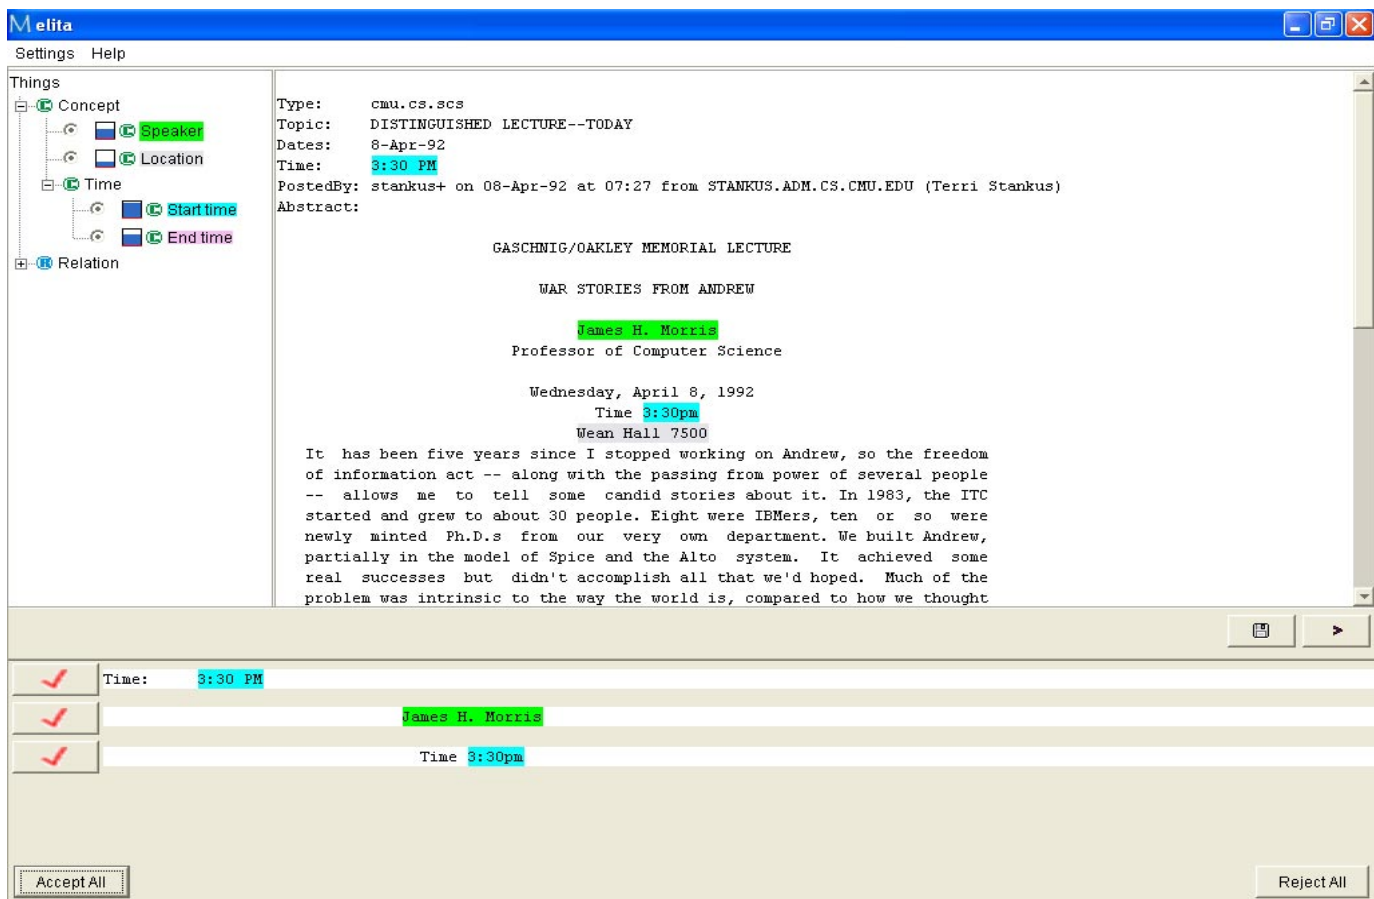 Melita
Settings Help
Things
Concept
Speaker
Location
Time
Start time
End time
Relation
Type: cmu.cs.scs
Topic: DISTINGUISHED LECTURE--TODAY
Dates: 8-Apr-92
Time: 3:30 PM
PostedBy: stankus+ on 08-Apr-92 at 07:27 from STANKUS.ADM.CS.CMU.EDU (Terri Stankus)
Abstract:
GASCHNIG/OAKLEY MEMORIAL LECTURE
WAR STORIES FROM ANDREW
James H. Morris
Professor of Computer Science
Wednesday, April 8, 1992
Time 3:30pm
Wean Hall 7500
It has been five years since I stopped working on Andrew, so the freedom
of information act -- along with the passing from power of several people
-- allows me to tell some candid stories about it. In 1983, the ITC
started and grew to about 30 people. Eight were IBMers, ten or so were
newly minted Ph.D.s from our very own department. We built Andrew,
partially in the model of Spice and the Alto system. It achieved some
real successes but didn't accomplish all that we'd hoped. Much of the
problem was intrinsic to the way the world is, compared to how we thought
>
Time: 3:30 PM
James H. Morris
Time 3:30pm
Accept All
Reject All